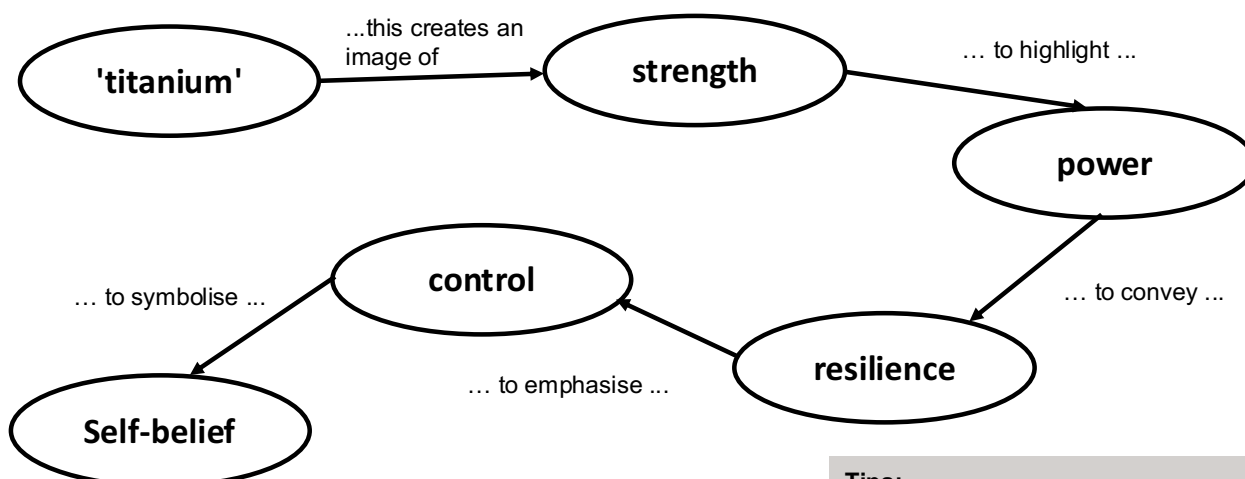 'titanium'
...this creates an
image of
strength
… to highlight ...
power
… to convey ...
resilience
… to emphasise ...
control
… to symbolise ...
Self-belief
Tips: